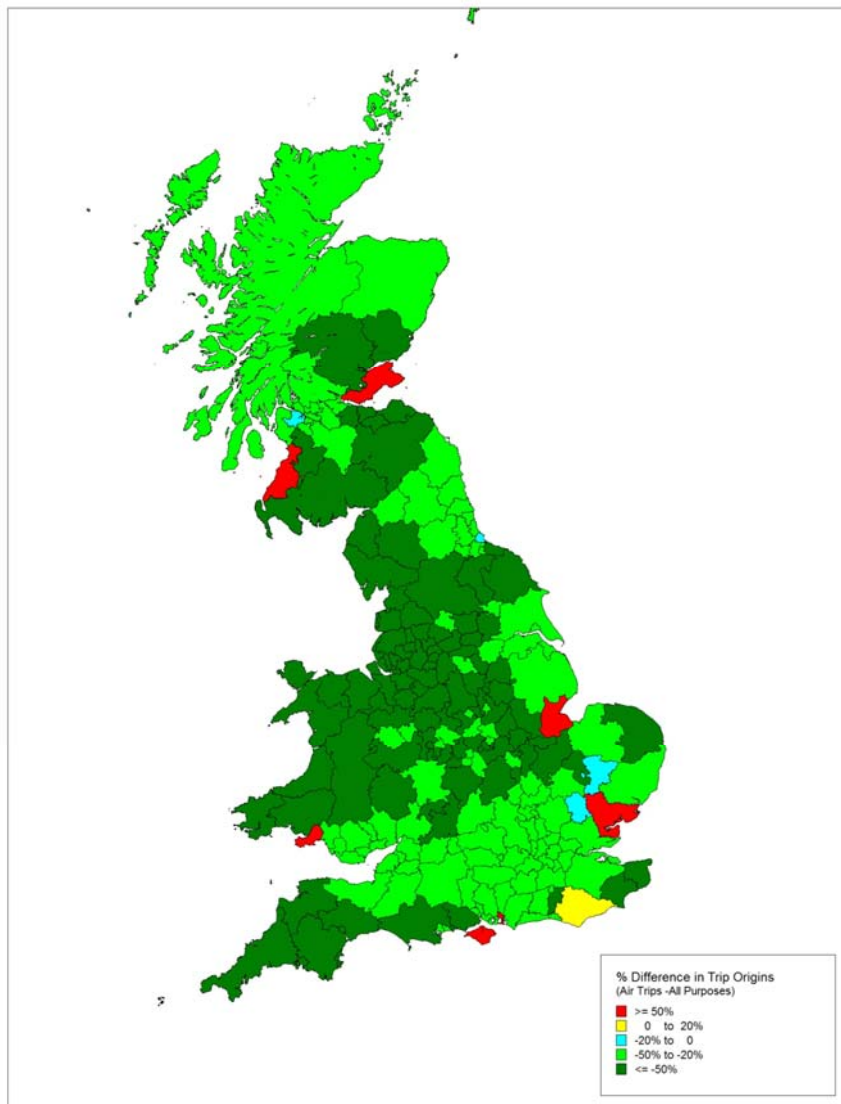 % Difference in Trip Origins
(Air Trips -All Purposes)
>= 50%
0 to 20%
-20% to 0
-50% to -20%
<= -50%